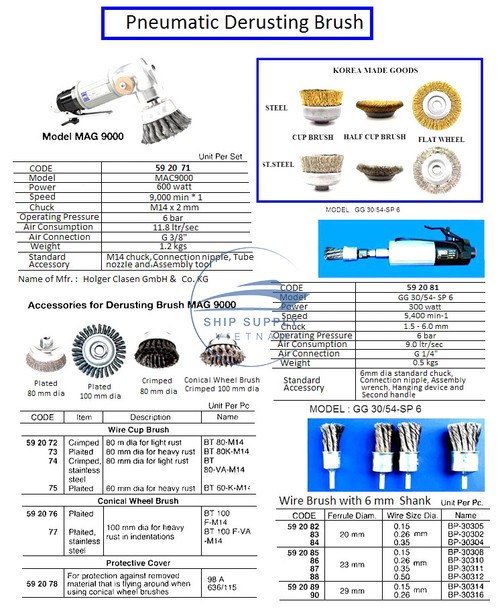 Pneumatic Derusting Brush
Model MAG 9000
KOREA MADE GOODS
STEEL
CUP BRUSH HALF CUP BRUSH FLAT WHEEL
ST.STEEL
Unit Per Set
CODE 59 20 71
Model MAC9000
Power 600 watt
Speed 9,000 min* 1
Chuck M14 x 2 mm
Operating Pressure 6 bar
Air Consumption 11.8 ltr/sec
Air Connection G 3/8"
Weight 1.2 kgs
Standard Accessory M14 chuck, Connection nipple, Tube nozzle and Assembly tool
Name of Mfr. : Holger Clasen GmbH & Co. KG
MODEL : GG 30/54-SP 6
CODE 59 20 81
Model GG 30/54- SP 6
Power 300 watt
Speed 5,400 min-1
Chuck 1.5 - 6.0 mm
Operating Pressure 6 bar
Air Consumption 9.0 ltr/sec
Air Connection G 1/4"
Weight 0.5 kgs
Standard Accessory 6mm dia standard chuck, Connection nipple, Assembly wrench, Hanging device and Second handle
SHIP SUPPLY
VIETNAM
Accessories for Derusting Brush MAG 9000
Plated 80 mm dia
Plated 100 mm dia
Crimped 80 mm dia
Conical Wheel Brush Crimped 100 mm dia
Unit Per Pc
CODE Item Description Name
Wire Cup Brush
59 20 72 Crimped 80 m dia for light rust BT 80-M14
73 Plaited 80 mm dia for heavy rust BT 80K-M14
74 Crimped, stainless steel 80 mm dia for light rust BT 80-VA-M14
75 Plaited 60 mm dia for heavy rust BT 60-K-M14
Conical Wheel Brush
59 20 76 Plaited BT 100 F-M14
77 Plaited, stainless steel 100 mm dia for heavy rust in indentations BT 100 F-VA -M14
Protective Cover
59 20 78 For protection against removed material that is flying around when using conical wheel brushes 98 A 636/115
MODEL : GG 30/54-SP 6
Wire Brush with 6 mm Shank Unit Per Pc.
CODE Ferrule Diam. Wire Size Dia. Name
59 20 82 20 mm 0.15 BP-30305
83 0.26 mm BP-30302
84 0.35 BP-30304
59 20 85 23 mm 0.15 BP-30308
86 0.26 mm BP-30310
87 0.35 BP-30311
88 0.50 BP-30312
59 20 89 29 mm 0.15 BP-30314
90 0.26 mm BP-30316